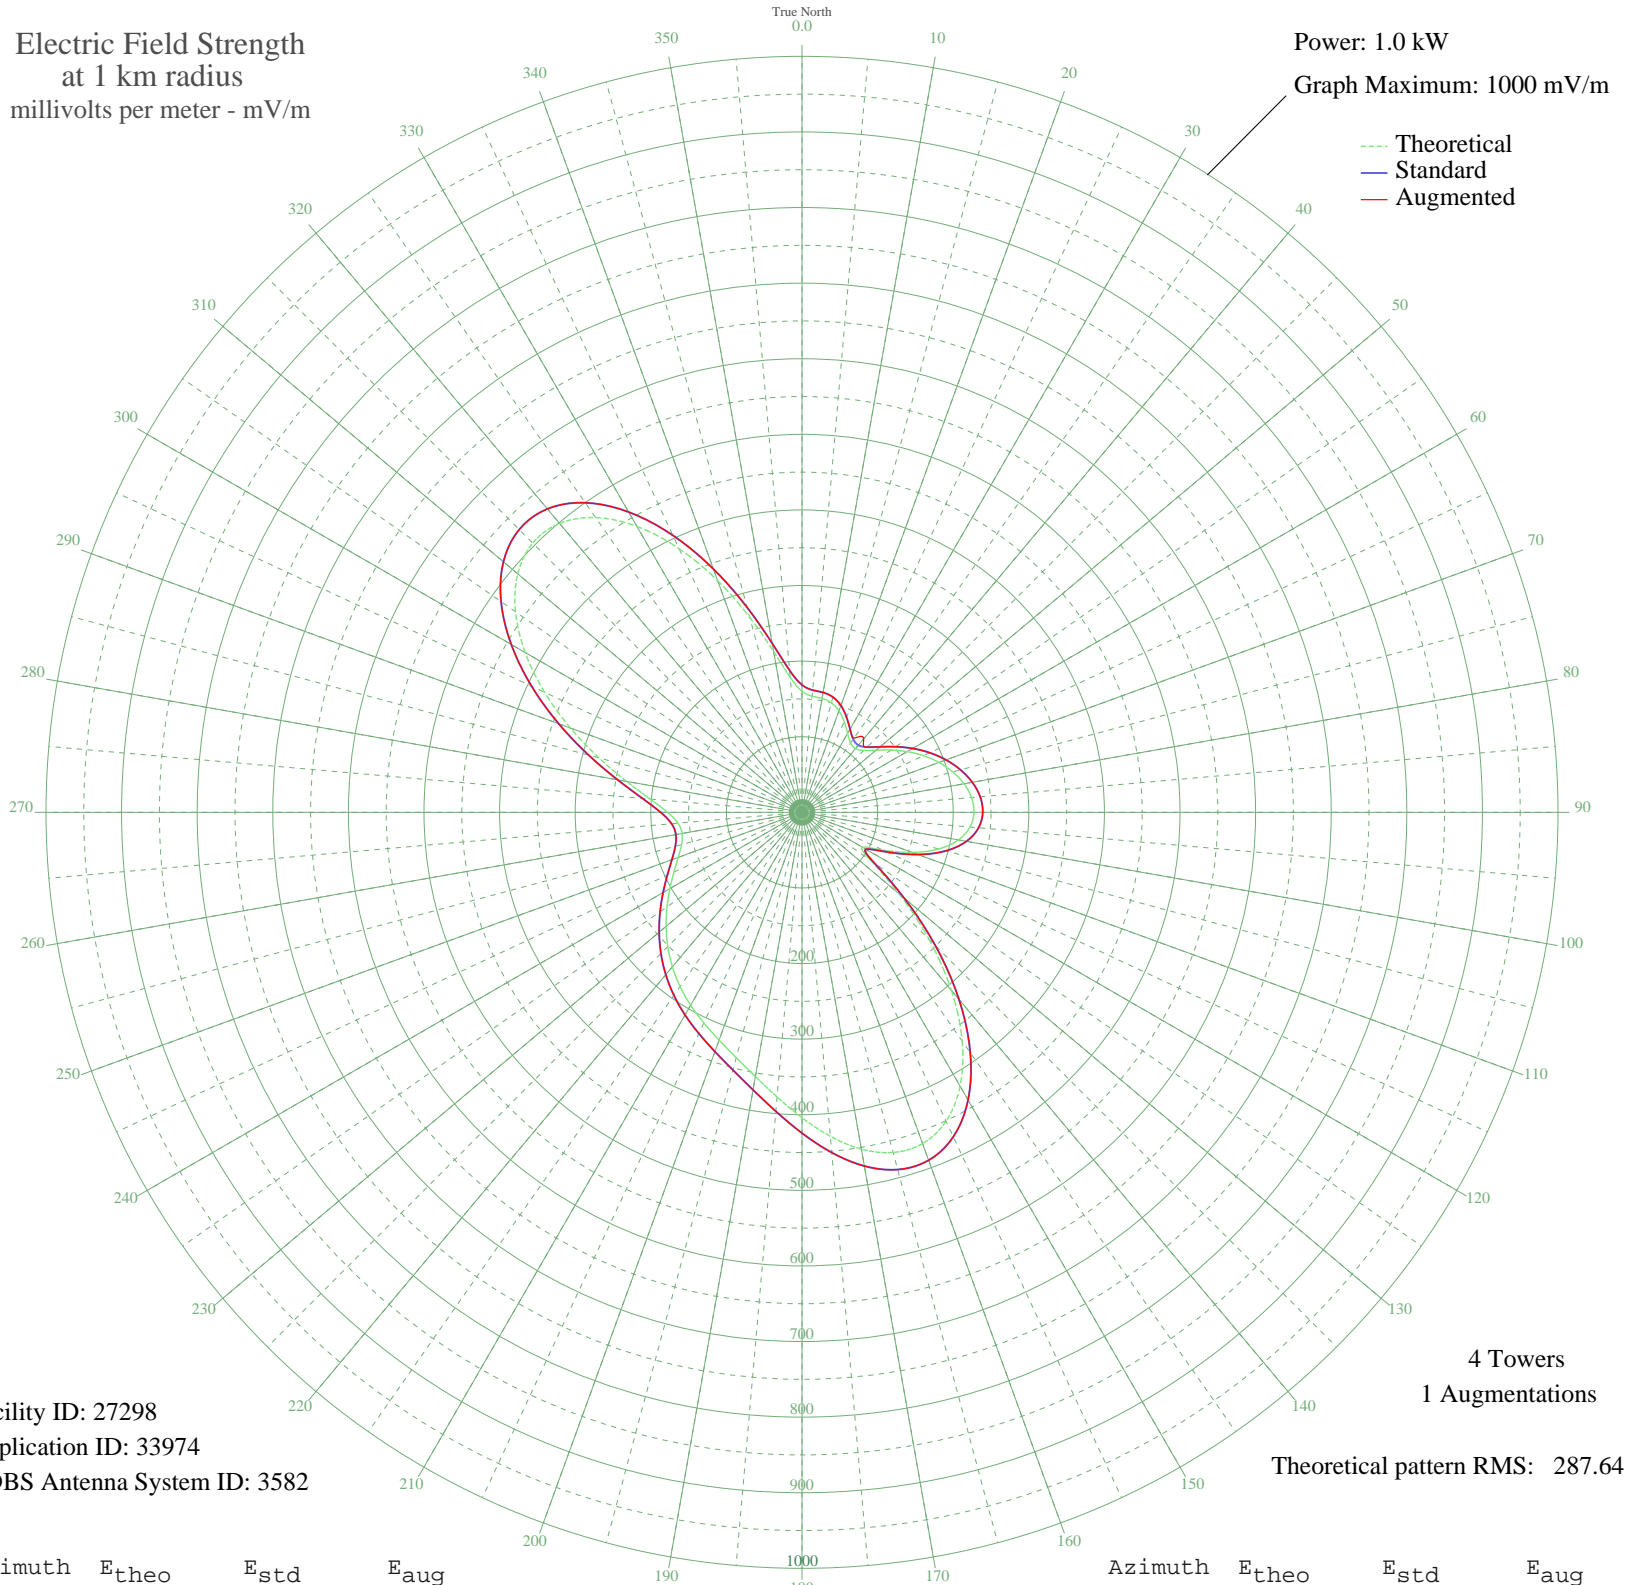 True North
0.0
Electric Field Strength
at 1 km radius
millivolts per meter - mV/m
Power: 1.0 kW
Graph Maximum: 1000 mV/m
Theoretical
Standard
Augmented
10
20
30
40
50
60
70
80
90
100
110
120
130
140
150
160
170
190
200
210
220
230
240
250
260
270
280
290
300
310
320
330
340
350
200
300
400
500
600
700
800
900
1000
4 Towers
1 Augmentations
Theoretical pattern RMS: 287.64
cility ID: 27298
plication ID: 33974
DBS Antenna System ID: 3582
imuth Etheo Estd Eaug
Azimuth Etheo Estd Eaug